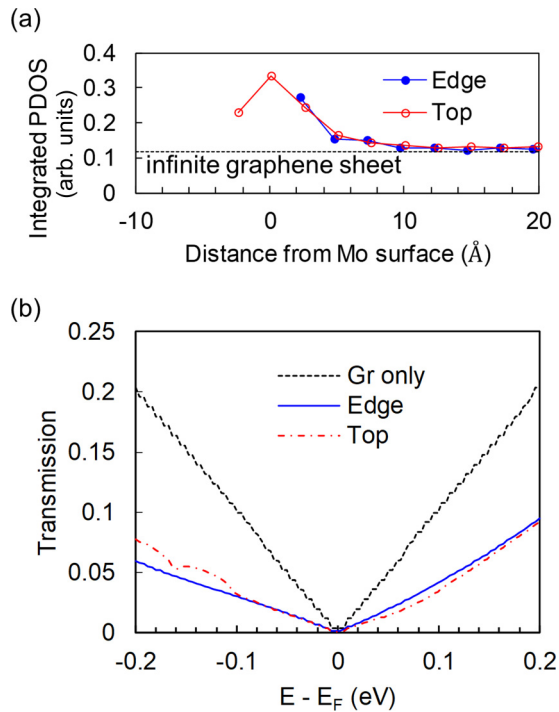 (a)
Integrated PDOS
(arb. units)
0.4
0.3
0.2
0.1
0
Edge
Top
infinite graphene sheet
-10
0
10
20
Distance from Mo surface (Å)
(b)
Transmission
0.25
0.2
0.15
0.1
0.05
0
Gr only
Edge
Top
-0.2
-0.1
0
0.1
0.2
E - E_F (eV)